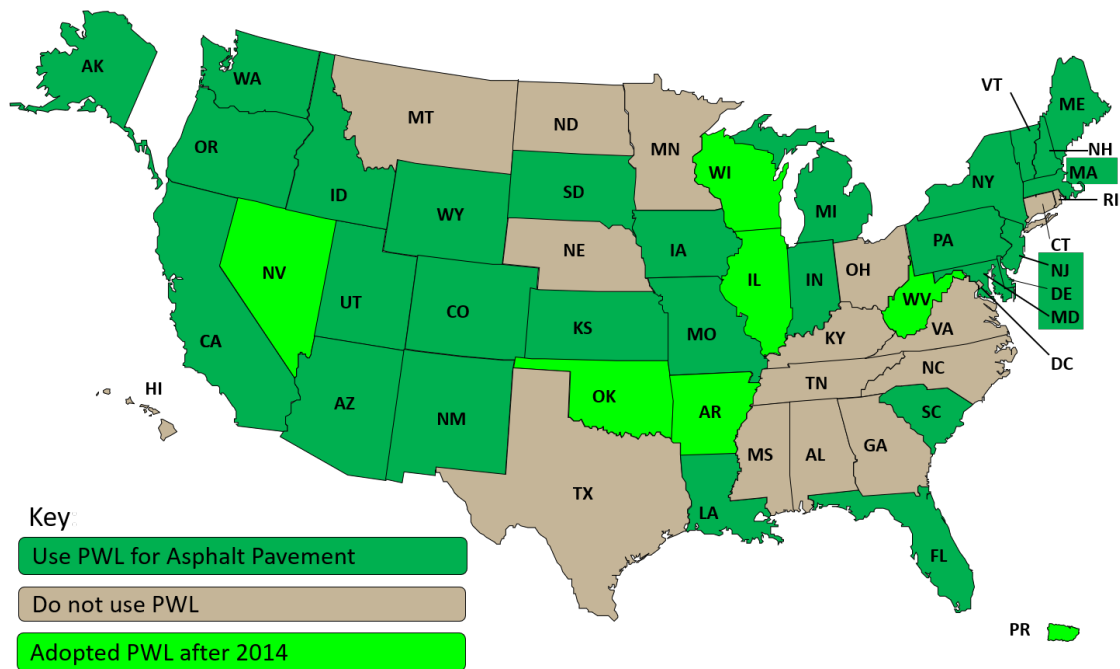 AK
WA
MT
ND
MN
VT
ME
OR
ID
WY
SD
WI
MI
NY
NH
MA
RI
CT
NV
UT
CO
NE
IA
IL
IN
OH
PA
NJ
DE
MD
WV
VA
DC
CA
KS
MO
KY
HI
AZ
NM
OK
AR
TN
NC
SC
TX
LA
MS
AL
GA
FL
PR
Key:
Use PWL for Asphalt Pavement
Do not use PWL
Adopted PWL after 2014